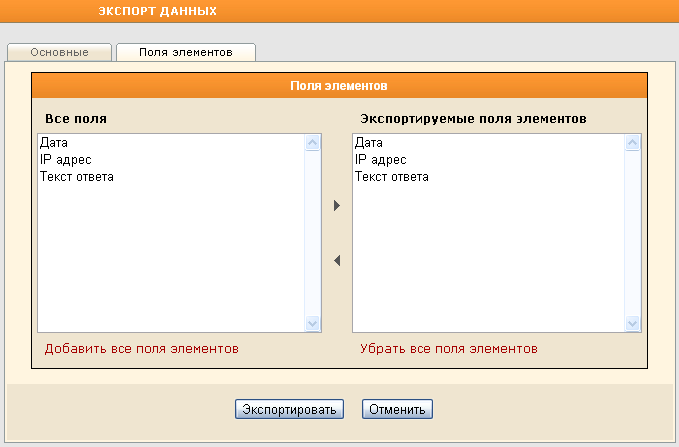 ЭКСПОРТ ДАННЫХ
Основные
Поля элементов
Поля элементов
Все поля
Экспортируемые поля элементов
Дата
IP адрес
Текст ответа
Дата
IP адрес
Текст ответа
Добавить все поля элементов
Убрать все поля элементов
Экспортировать
Отменить